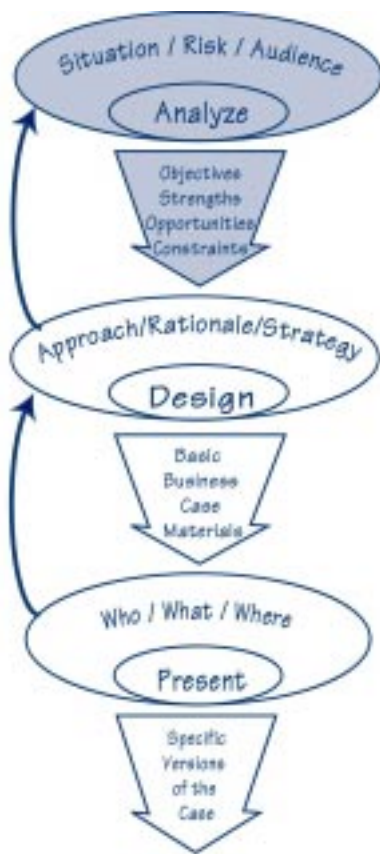 Situation / Risk / Audience
Analyze
Objectives
Strengths
Opportunities
Constraints
Approach/Rationale/Strategy
Design
Basic
Business
Case
Materials
Who / What / Where
Present
Specific
Versions
of the
Case